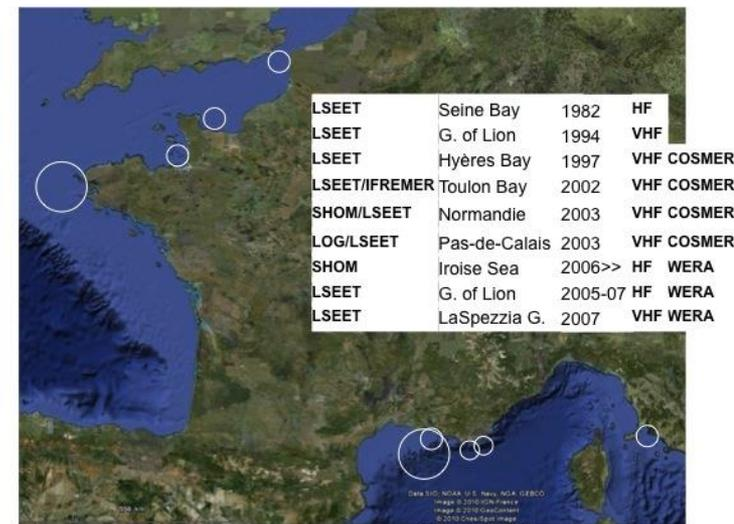 LSEET Seine Bay 1982 HF
LSEET G. of Lion 1994 VHF
LSEET Hyères Bay 1997 VHF COSMER
LSEET/IFREMER Toulon Bay 2002 VHF COSMER
SHOM/LSEET Normandie 2003 VHF COSMER
LOG/LSEET Pas-de-Calais 2003 VHF COSMER
SHOM Iroise Sea 2006>> HF WERA
LSEET G. of Lion 2005-07 HF WERA
LSEET LaSpezzia G. 2007 VHF WERA
Data SIO, NOAA, U.S. Navy, NGA, GEBCO
Image © 2010 IGN-France
Image © 2010 GeoContent
© 2010 Cnes/Spot Image